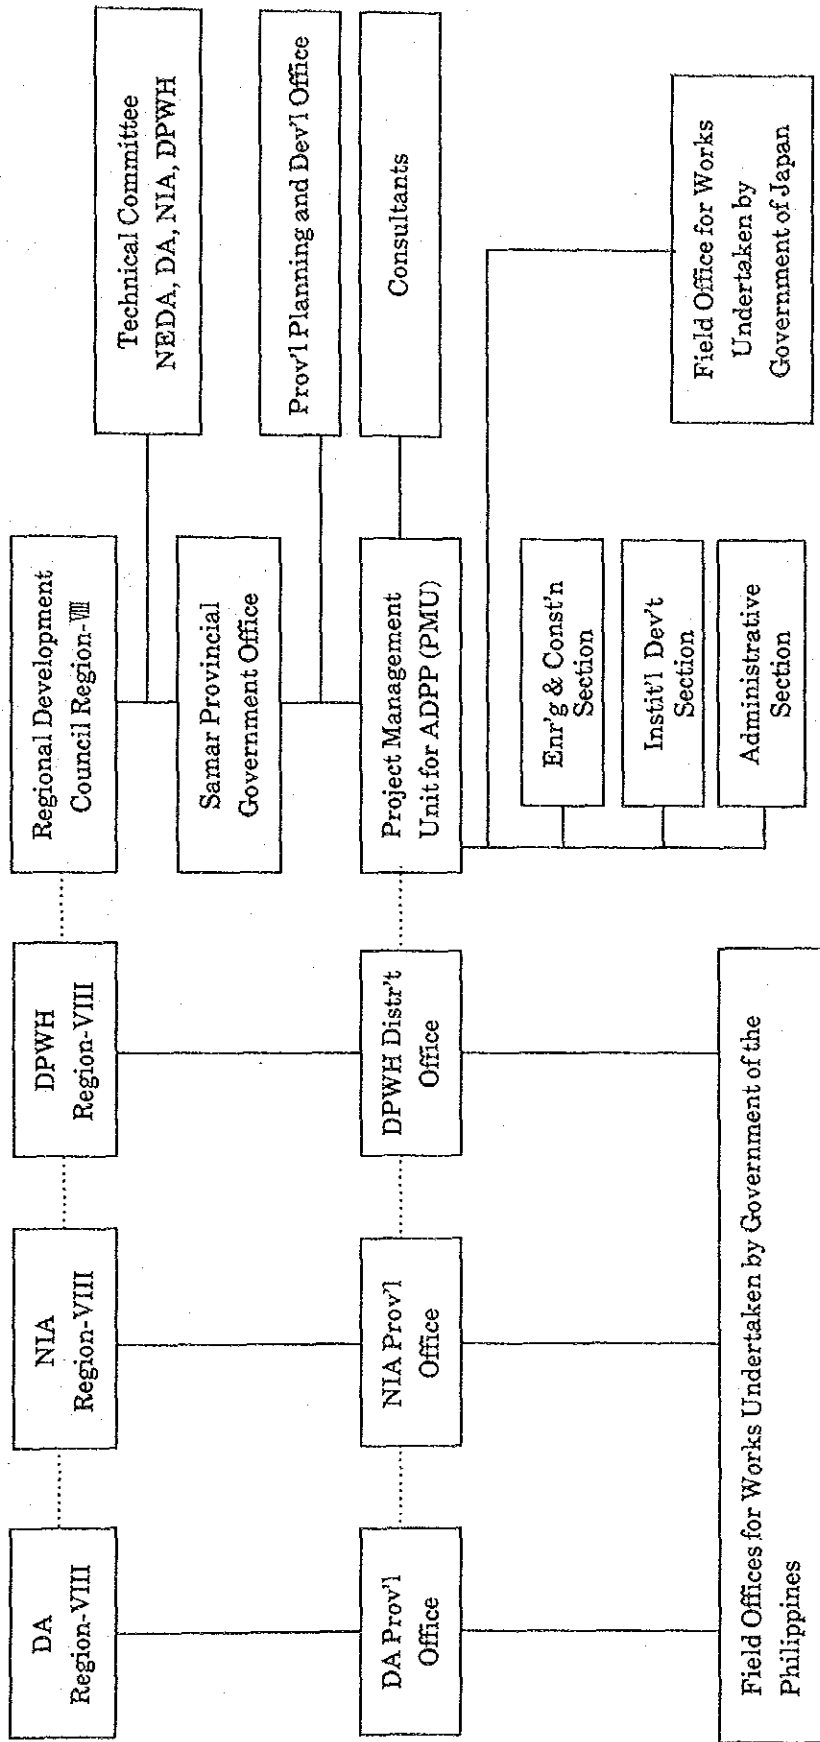 DA
Region-VIII
NIA
Region-VIII
DPWH
Region-VIII
Regional Development
Council Region-Ⅷ
Technical Committee
NEDA, DA, NIA, DPWH
Samar Provincial
Government Office
Prov'l Planning and Dev'l Office
DA Prov'l
Office
NIA Prov'l
Office
DPWH Distr't
Office
Project Management
Unit for ADPP (PMU)
Consultants
Enr'g & Const'n
Section
Instit'l Dev't
Section
Administrative
Section
Field Offices for Works Undertaken by Government of the
Philippines
Field Office for Works
Undertaken by
Government of Japan